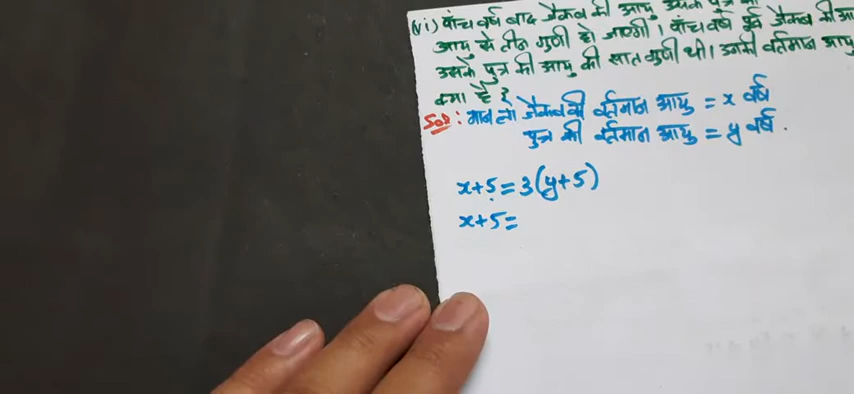 (vi) पांच वर्ष बाद जैकब की आयु उसके पुत्र की
आयु से तीन गुणी हो जाएगी। पाँच वर्ष पूर्व जैकब की आयु
उसके पुत्र की आयु की सात गुणी थी। उनकी वर्तमान आयु
क्या है?
Sol: मान लो जैकब की वर्तमान आयु = x वर्ष
पुत्र की वर्तमान आयु = y वर्ष.
x+5=3(y+5)
x+5=